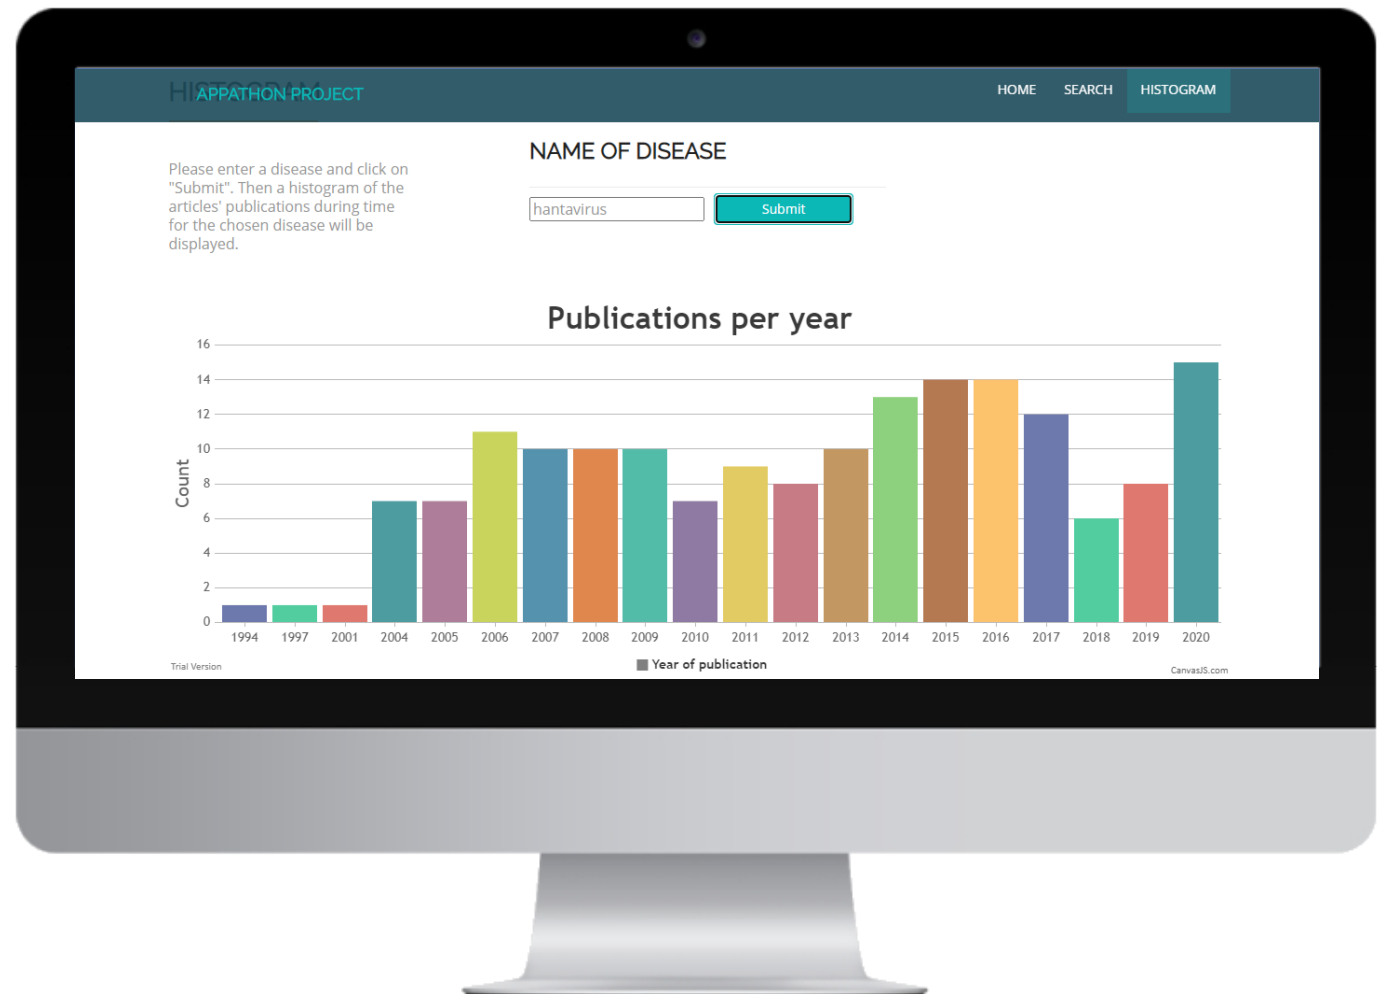 HISTOGRAM
APPATHON PROJECT
HOME SEARCH HISTOGRAM
Please enter a disease and click on
"Submit". Then a histogram of the
articles' publications during time
for the chosen disease will be
displayed.
NAME OF DISEASE
hantavirus Submit
Publications per year
16
14
12
10
8
6
4
2
0
Count
1994 1997 2001 2004 2005 2006 2007 2008 2009 2010 2011 2012 2013 2014 2015 2016 2017 2018 2019 2020
Year of publication
Trial Version
CanvasJS.com